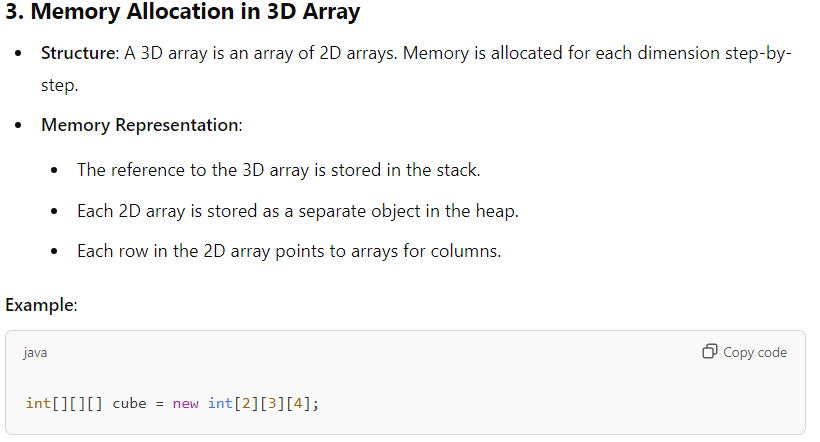 3. Memory Allocation in 3D Array
• Structure: A 3D array is an array of 2D arrays. Memory is allocated for each dimension step-by-
step.
• Memory Representation:
• The reference to the 3D array is stored in the stack.
• Each 2D array is stored as a separate object in the heap.
• Each row in the 2D array points to arrays for columns.
Example:
java Copy code
int[][][] cube = new int[2][3][4];